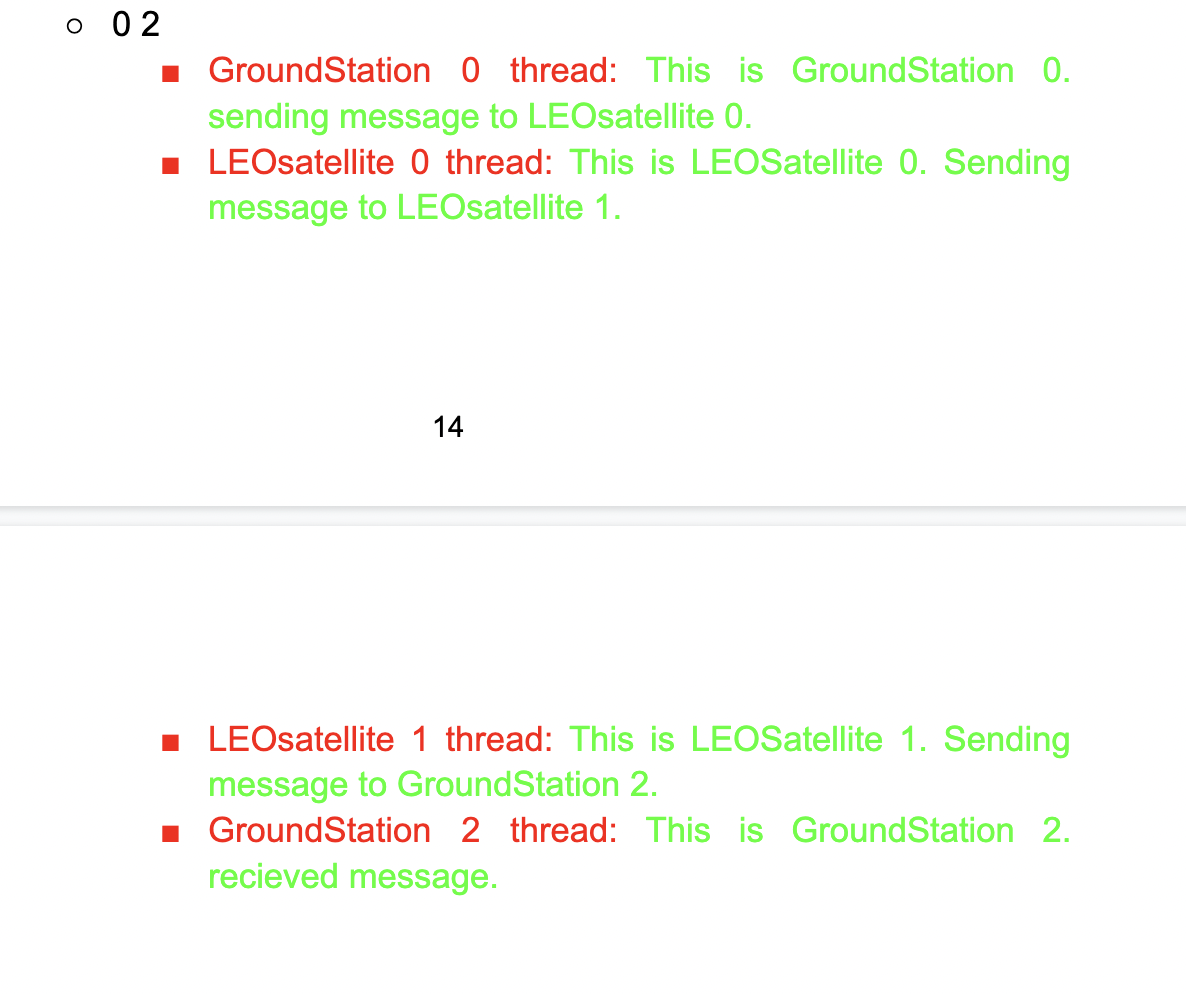 0 2
GroundStation 0 thread: This is GroundStation 0.
sending message to LEOsatellite 0.
LEOsatellite 0 thread: This is LEOSatellite 0. Sending
message to LEOsatellite 1.
14
LEOsatellite 1 thread: This is LEOSatellite 1. Sending
message to GroundStation 2.
GroundStation 2 thread: This is GroundStation 2.
recieved message.